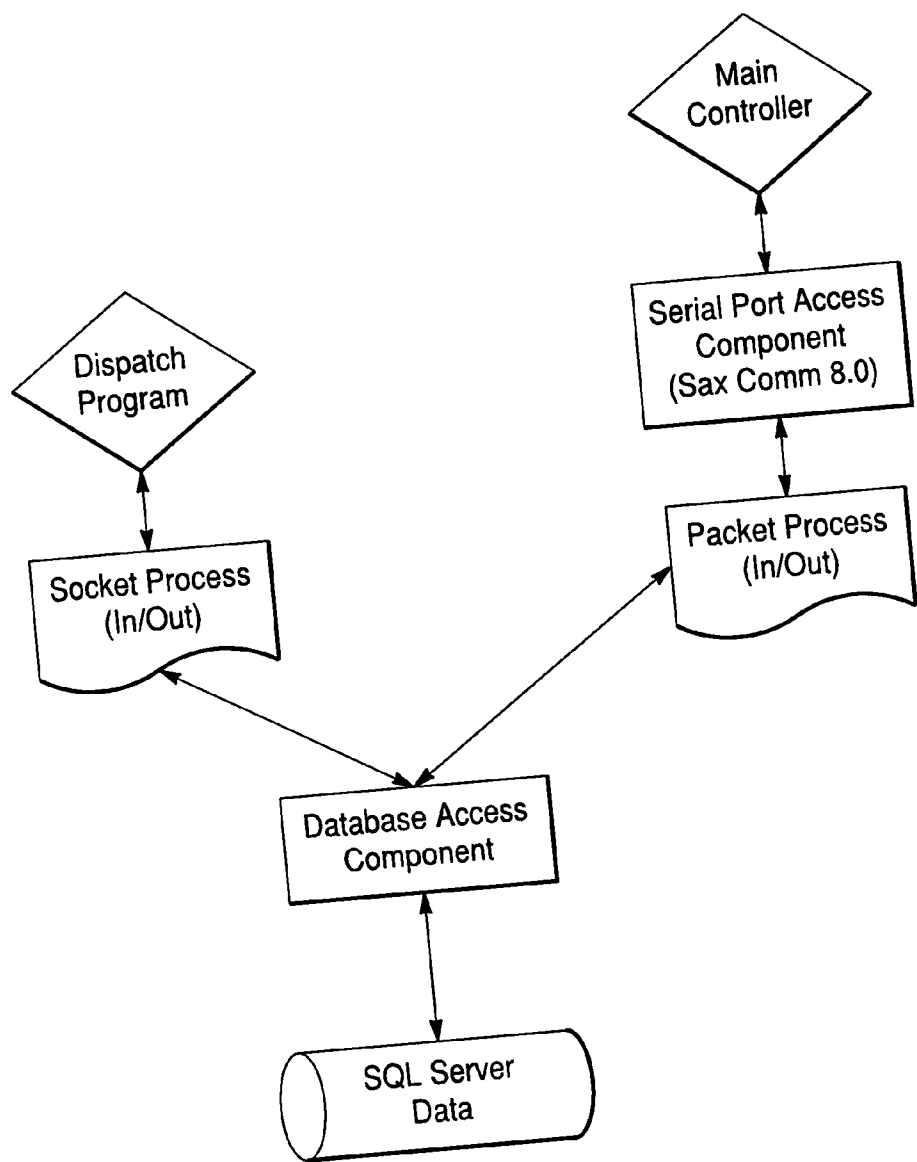 Main
Controller
Serial Port Access
Component
(Sax Comm 8.0)
Dispatch
Program
Packet Process
(In/Out)
Socket Process
(In/Out)
Database Access
Component
SQL Server
Data